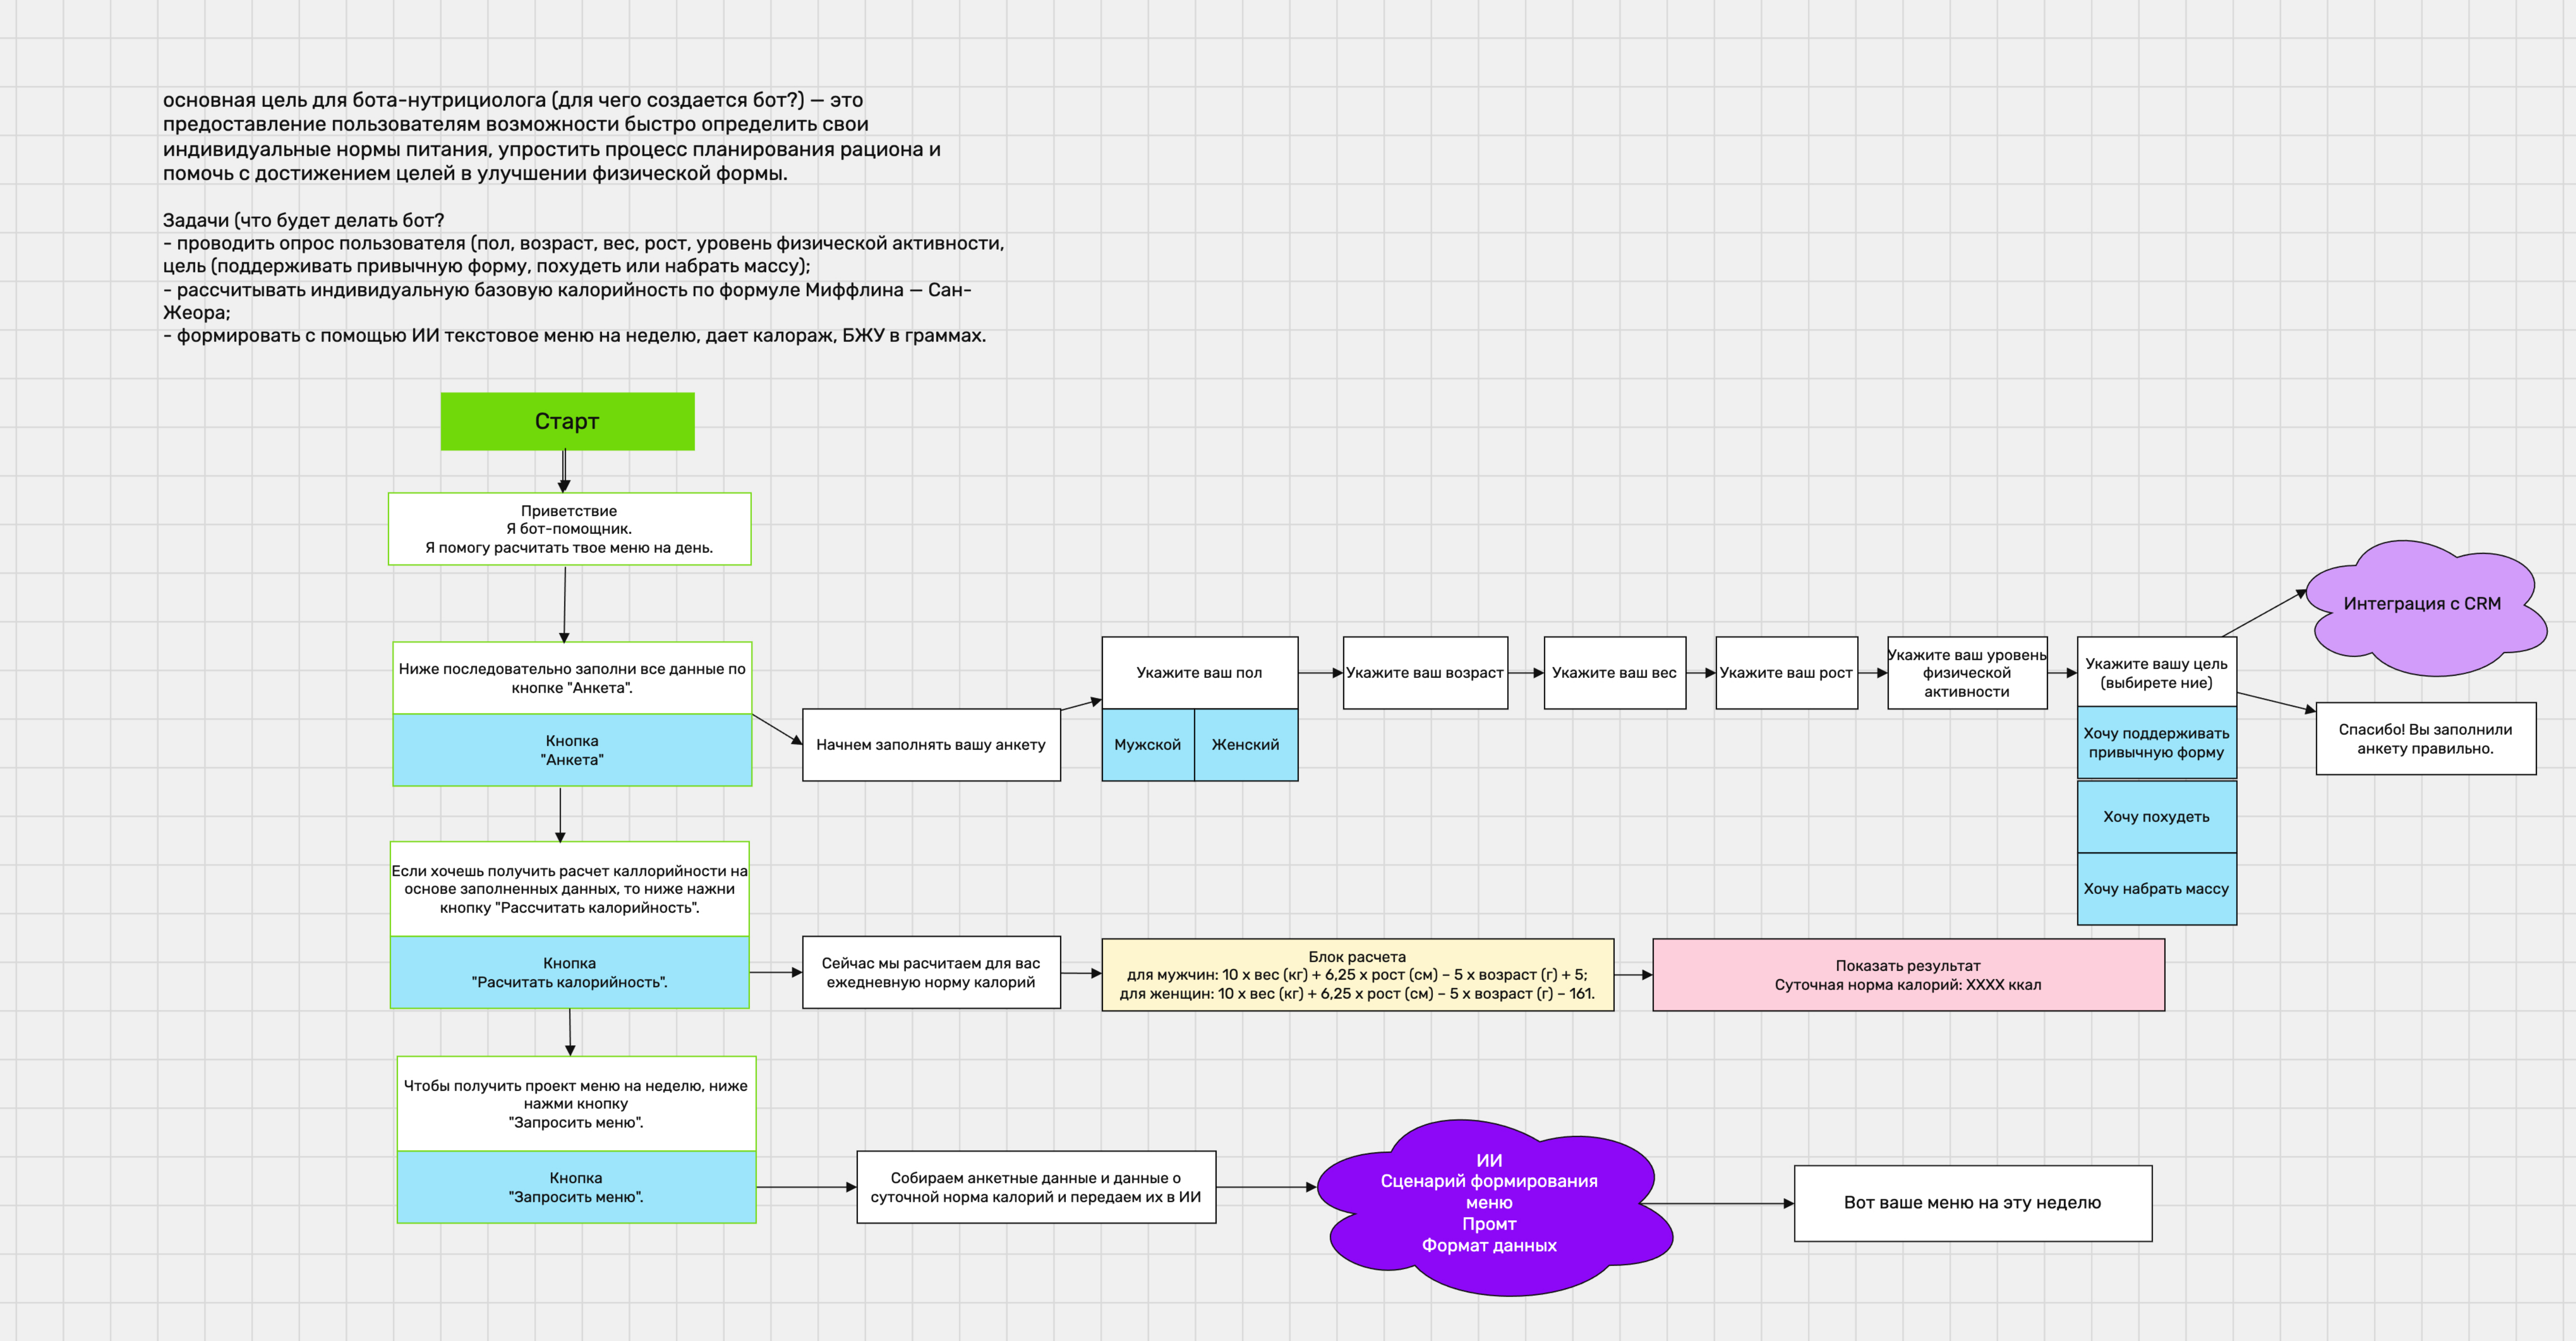 основная цель для бота-нутрициолога (для чего создается бот?) — это
предоставление пользователям возможности быстро определить свои
индивидуальные нормы питания, упростить процесс планирования рациона и
помочь с достижением целей в улучшении физической формы.
Задачи (что будет делать бот?
- проводить опрос пользователя (пол, возраст, вес, рост, уровень физической активности,
цель (поддерживать привычную форму, похудеть или набрать массу);
- рассчитывать индивидуальную базовую калорийность по формуле Миффлина — Сан-
Жеора;
- формировать с помощью ИИ текстовое меню на неделю, дает калораж, БЖУ в граммах.
Старт
Приветствие
Я бот-помощник.
Я помогу расчитать твое меню на день.
Ниже последовательно заполни все данные по
кнопке "Анкета".
Кнопка
"Анкета"
Начнем заполнять вашу анкету
Укажите ваш пол
Мужской
Женский
Укажите ваш возраст
Укажите ваш вес
Укажите ваш рост
Укажите ваш уровень
физической
активности
Укажите вашу цель
(выбирете ние)
Хочу поддерживать
привычную форму
Хочу похудеть
Хочу набрать массу
Интеграция с CRM
Спасибо! Вы заполнили
анкету правильно.
Если хочешь получить расчет каллорийности на
основе заполненных данных, то ниже нажни
кнопку "Рассчитать калорийность".
Кнопка
"Расчитать калорийность".
Сейчас мы расчитаем для вас
ежедневную норму калорий
Блок расчета
для мужчин: 10 х вес (кг) + 6,25 х рост (см) – 5 х возраст (г) + 5;
для женщин: 10 х вес (кг) + 6,25 х рост (см) – 5 х возраст (г) – 161.
Показать результат
Суточная норма калорий: ХХХХ ккал
Чтобы получить проект меню на неделю, ниже
нажми кнопку
"Запросить меню".
Кнопка
"Запросить меню".
Собираем анкетные данные и данные о
суточной норма калорий и передаем их в ИИ
ИИ
Сценарий формирования
меню
Промт
Формат данных
Вот ваше меню на эту неделю